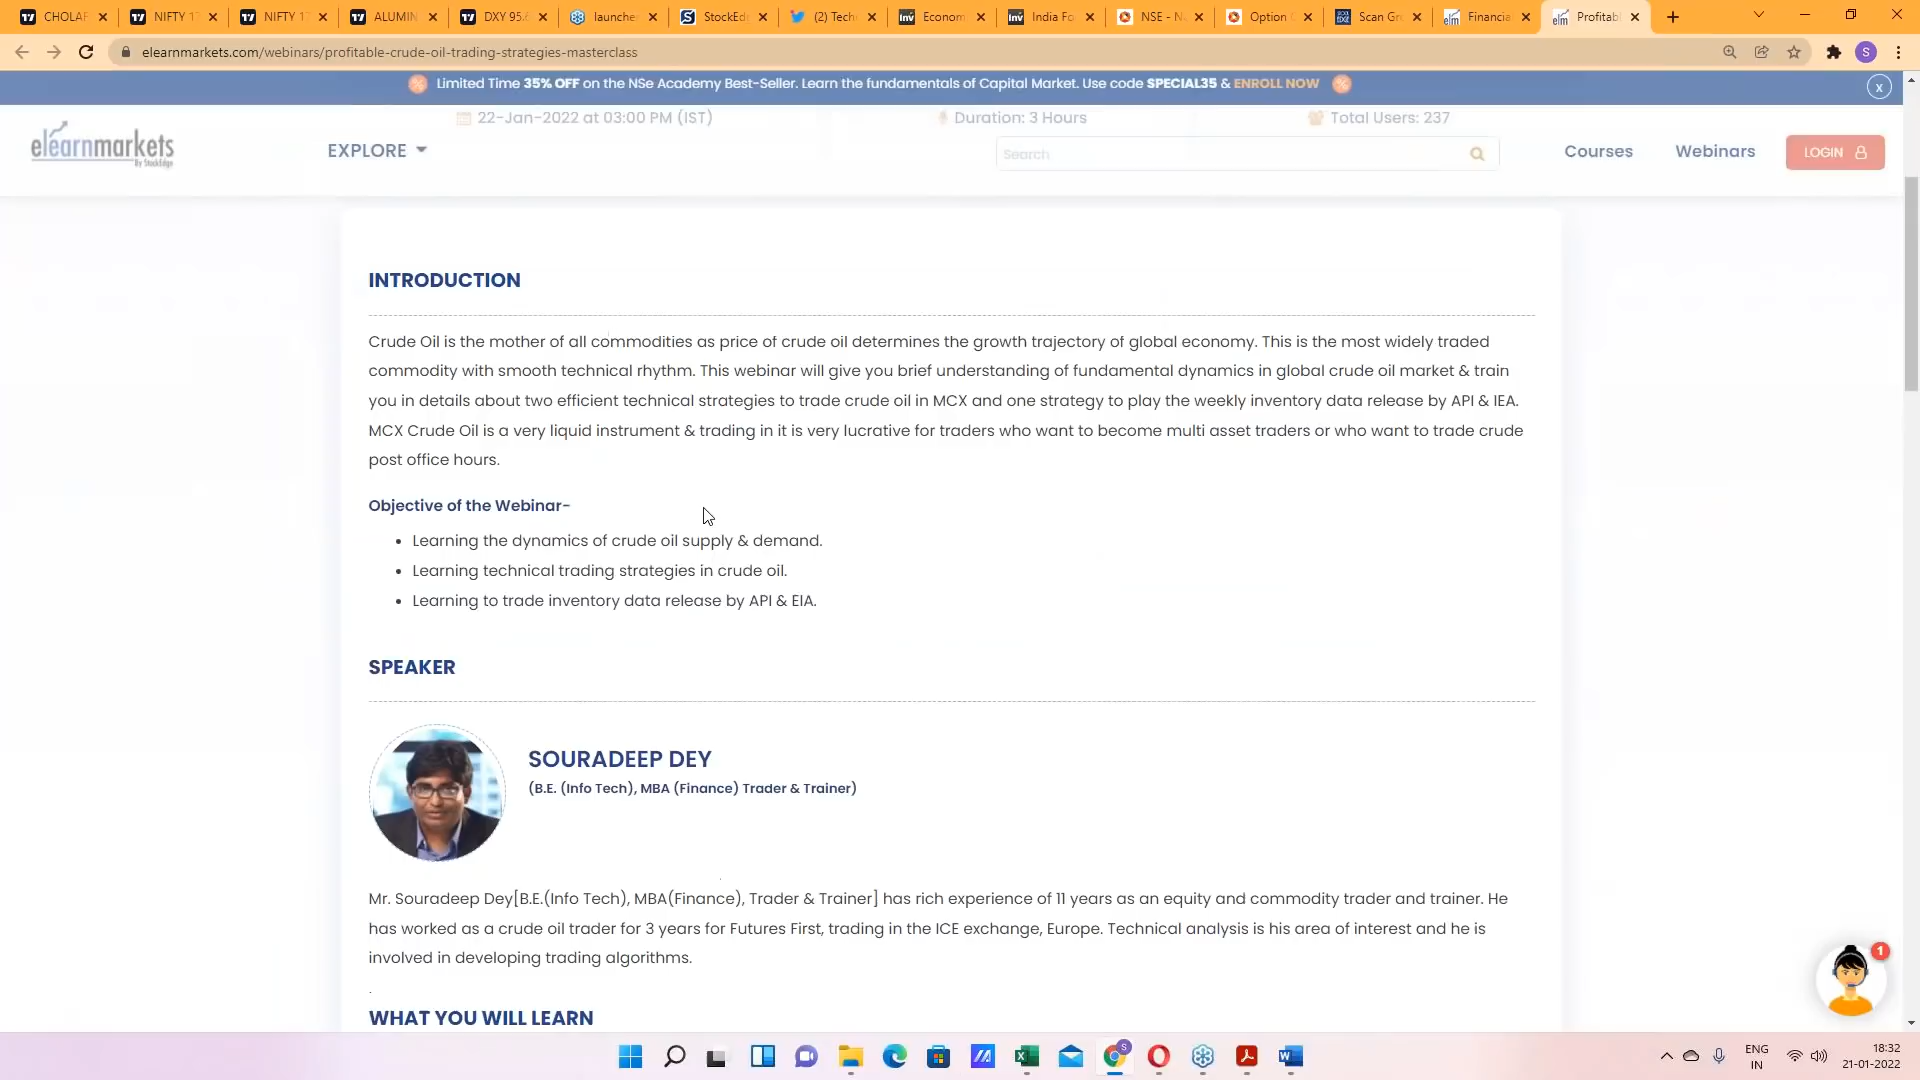 CHOLAF
NIFTY 17
NIFTY 17
ALUMIN
DXY 95.6
launche
StockEd
(2) Tech
Econom
India Fo
NSE - N
Option
Scan Gr
Financia
Profitab
elearnmarkets.com/webinars/profitable-crude-oil-trading-strategies-masterclass
S
Limited Time 35% OFF on the NSe Academy Best-Seller. Learn the fundamentals of Capital Market. Use code SPECIAL35 & ENROLL NOW
x
22-Jan-2022 at 03:00 PM (IST)
Duration: 3 Hours
Total Users: 237
elearnmarkets
By StockEdge
EXPLORE
Search
Courses
Webinars
LOGIN
INTRODUCTION
Crude Oil is the mother of all commodities as price of crude oil determines the growth trajectory of global economy. This is the most widely traded
commodity with smooth technical rhythm. This webinar will give you brief understanding of fundamental dynamics in global crude oil market & train
you in details about two efficient technical strategies to trade crude oil in MCX and one strategy to play the weekly inventory data release by API & IEA.
MCX Crude Oil is a very liquid instrument & trading in it is very lucrative for traders who want to become multi asset traders or who want to trade crude
post office hours.
Objective of the Webinar-
• Learning the dynamics of crude oil supply & demand.
• Learning technical trading strategies in crude oil.
• Learning to trade inventory data release by API & EIA.
SPEAKER
SOURADEEP DEY
(B.E. (Info Tech), MBA (Finance) Trader & Trainer)
Mr. Souradeep Dey[B.E.(Info Tech), MBA(Finance), Trader & Trainer] has rich experience of 11 years as an equity and commodity trader and trainer. He
has worked as a crude oil trader for 3 years for Futures First, trading in the ICE exchange, Europe. Technical analysis is his area of interest and he is
involved in developing trading algorithms.
.
WHAT YOU WILL LEARN
1
ENG
IN
18:32
21-01-2022